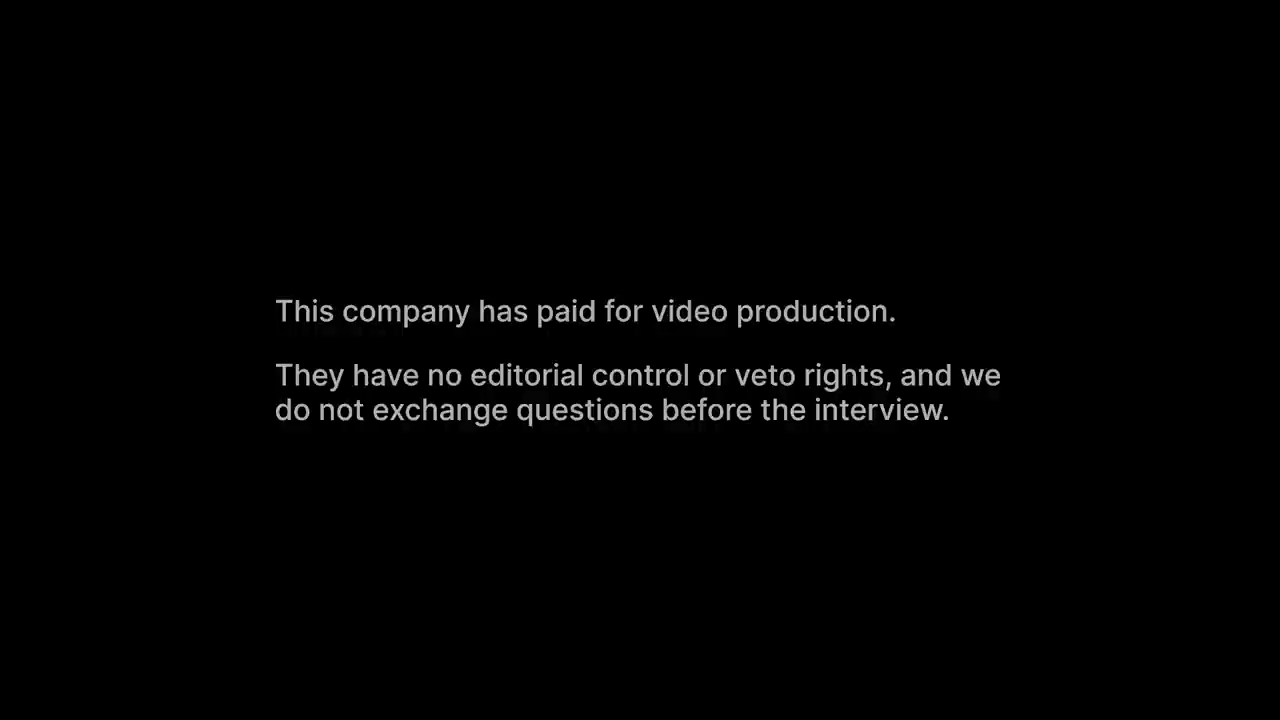 This company has paid for video production.
They have no editorial control or veto rights, and we
do not exchange questions before the interview.